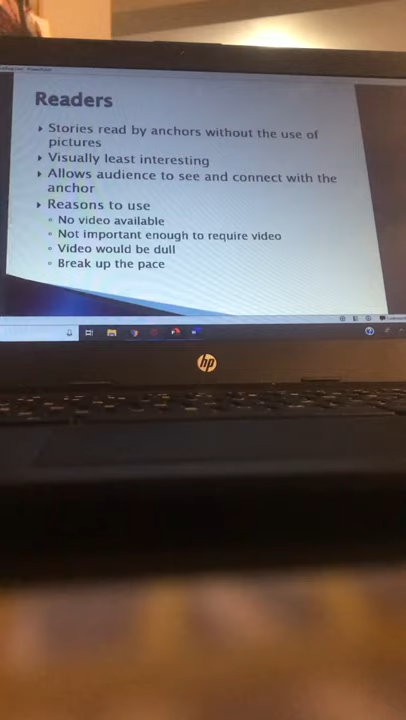 Readers
Stories read by anchors without the use of
pictures
Visually least interesting
Allows audience to see and connect with the
anchor
Reasons to use
No video available
Not important enough to require video
Video would be dull
Break up the pace
hp